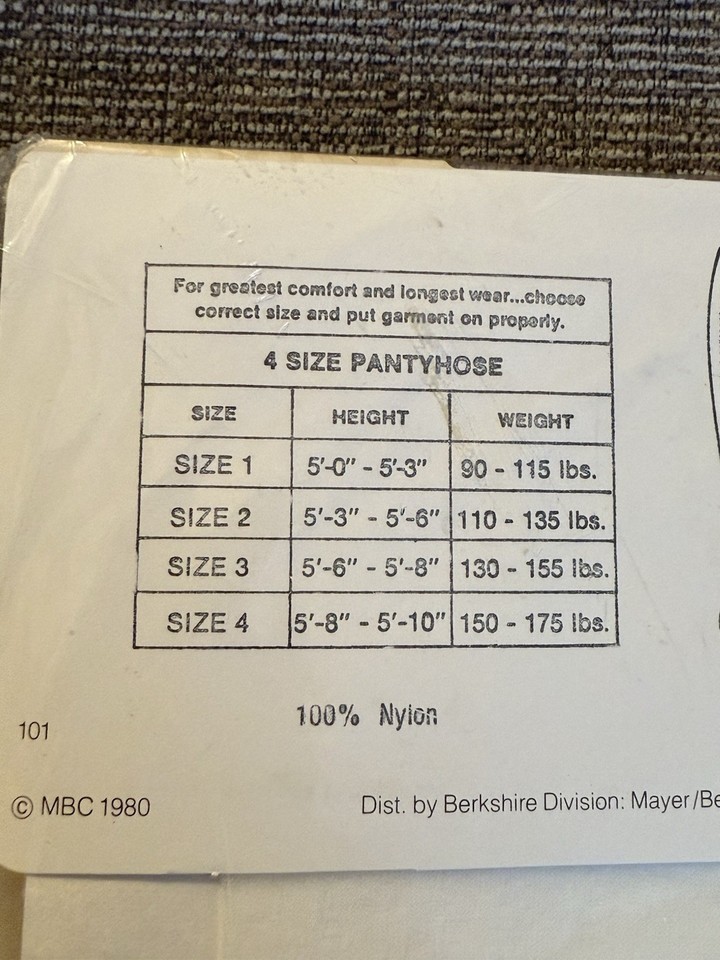 For greatest comfort and longest wear...choose
correct size and put garment on properly.
4 SIZE PANTYHOSE
SIZE HEIGHT WEIGHT
SIZE 1 5'-0" - 5'-3" 90 - 115 lbs.
SIZE 2 5'-3" - 5'-6" 110 - 135 lbs.
SIZE 3 5'-6" - 5'-8" 130 - 155 lbs.
SIZE 4 5'-8" - 5'-10" 150 - 175 lbs.
100% Nylon
101
© MBC 1980 Dist. by Berkshire Division: Mayer/Be